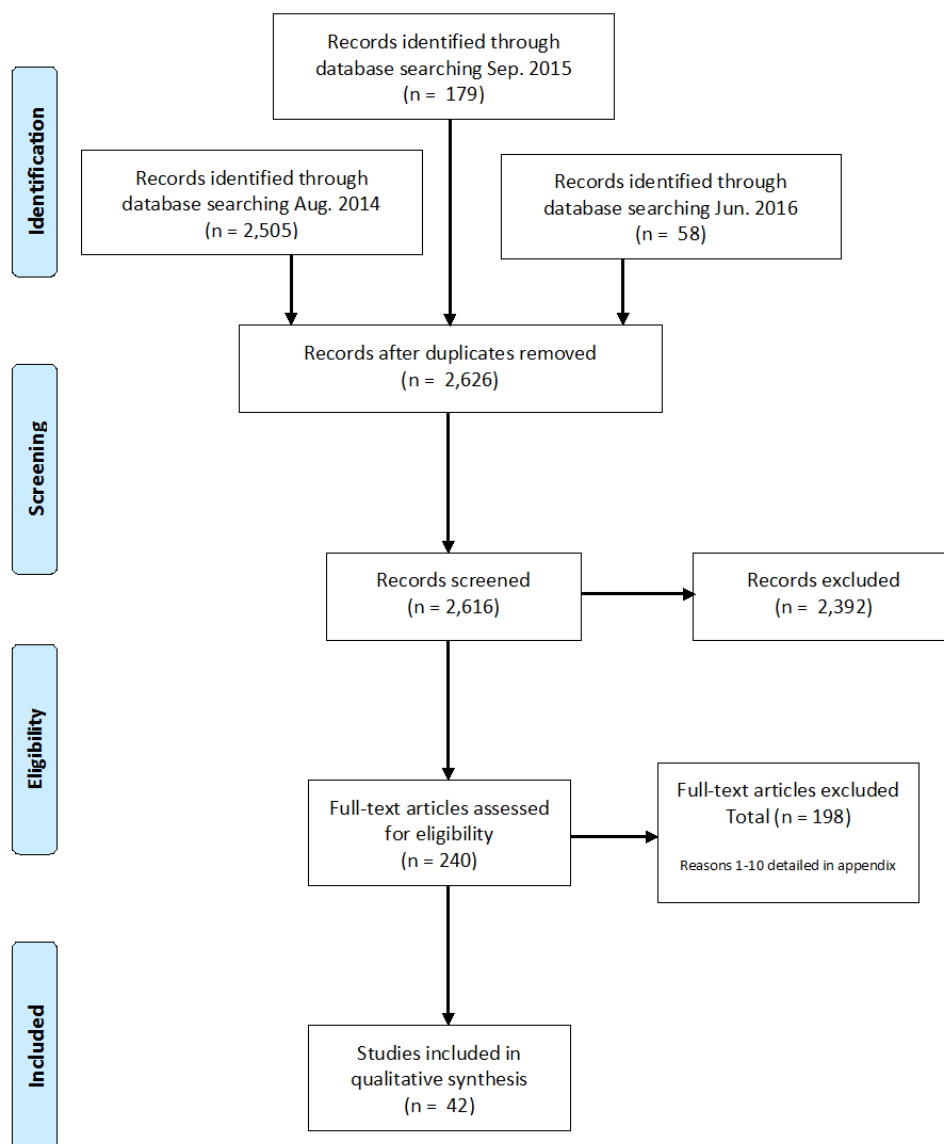 Identification
Records identified through
database searching Sep. 2015
(n = 179)
Records identified through
database searching Aug. 2014
(n = 2,505)
Records identified through
database searching Jun. 2016
(n = 58)
Records after duplicates removed
(n = 2,626)
Screening
Records screened
(n = 2,616)
Records excluded
(n = 2,392)
Eligibility
Full-text articles assessed
for eligibility
(n = 240)
Full-text articles excluded
Total (n = 198)
Reasons 1-10 detailed in appendix
Included
Studies included in
qualitative synthesis
(n = 42)